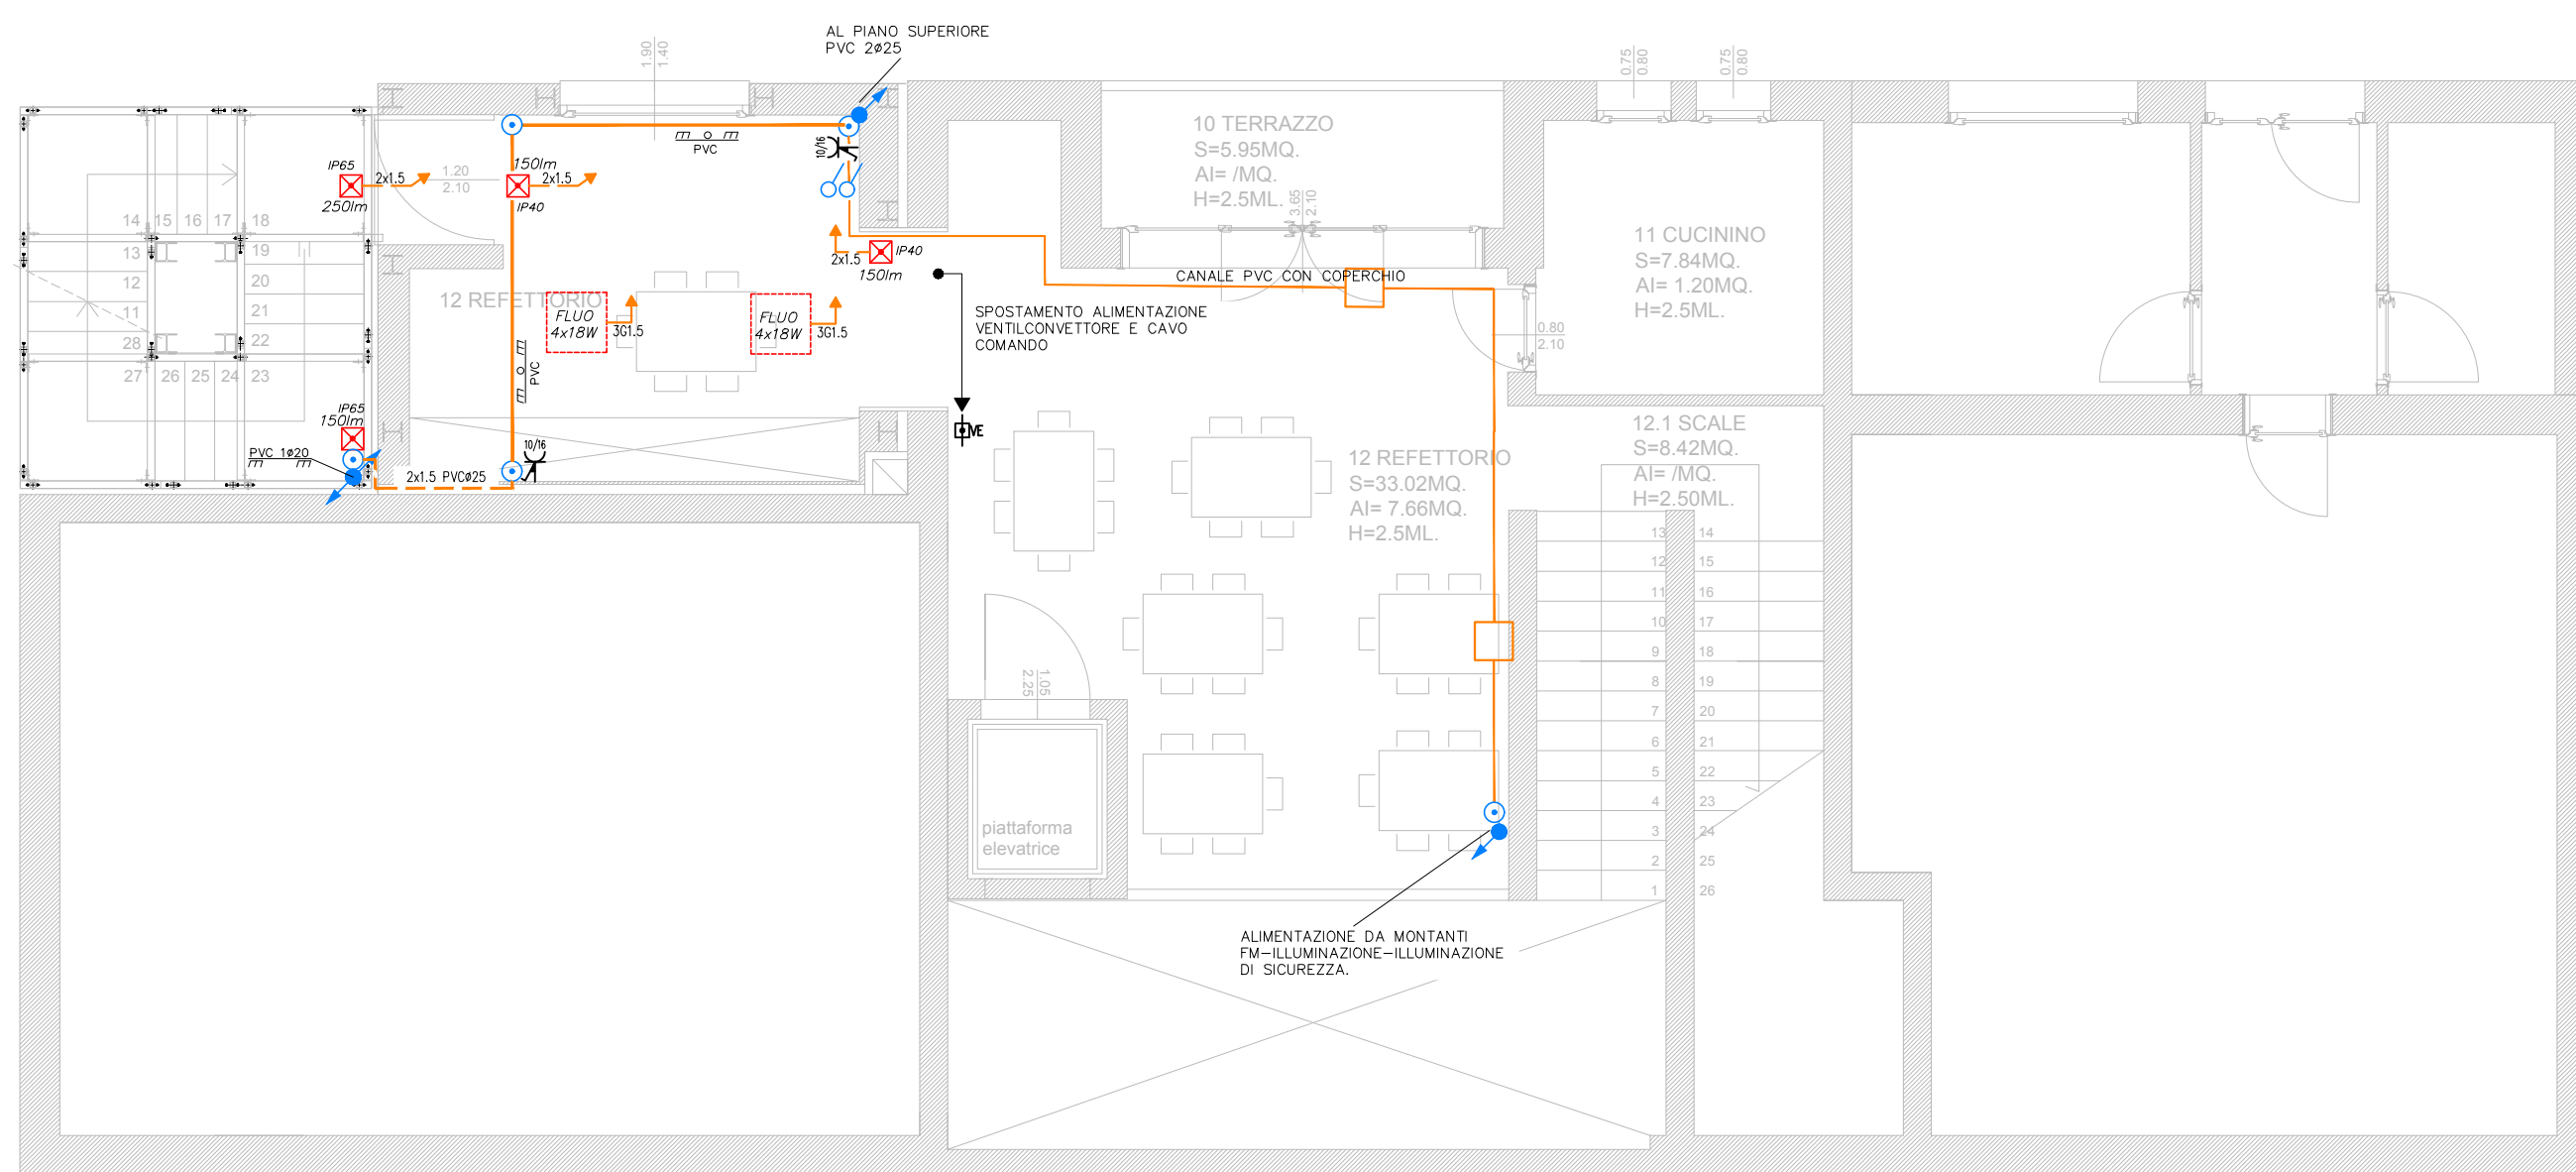 AL PIANO SUPERIORE
PVC 2ø25
1.90
1.40
0.75
0.80
0.75
0.80
10 TERRAZZO
S=5.95MQ.
AI= /MQ.
H=2.5ML.
3.65
2.10
PVC
10/16
IP65
2x1.5
250lm
1.20
2.10
150lm
2x1.5
IP40
14
15
16
17
18
13
19
12
20
11
21
28
22
27
26
25
24
23
2x1.5
IP40
150lm
11 CUCININO
S=7.84MQ.
AI= 1.20MQ.
H=2.5ML.
CANALE PVC CON COPERCHIO
12 REFETTORIO
FLUO
4x18W
3G1.5
FLUO
4x18W
3G1.5
SPOSTAMENTO ALIMENTAZIONE
VENTILCONVETTORE E CAVO
COMANDO
0.80
2.10
PVC
IP65
150lm
PVC 1ø20
2x1.5 PVCø25
10/16
VE
12 REFETTORIO
S=33.02MQ.
AI= 7.66MQ.
H=2.5ML.
12.1 SCALE
S=8.42MQ.
AI= /MQ.
H=2.50ML.
13
14
12
15
11
16
10
17
9
18
8
19
7
20
6
21
5
22
4
23
3
24
2
25
1
26
1.05
2.25
piattaforma
elevatrice
ALIMENTAZIONE DA MONTANTI
FM-ILLUMINAZIONE-ILLUMINAZIONE
DI SICUREZZA.